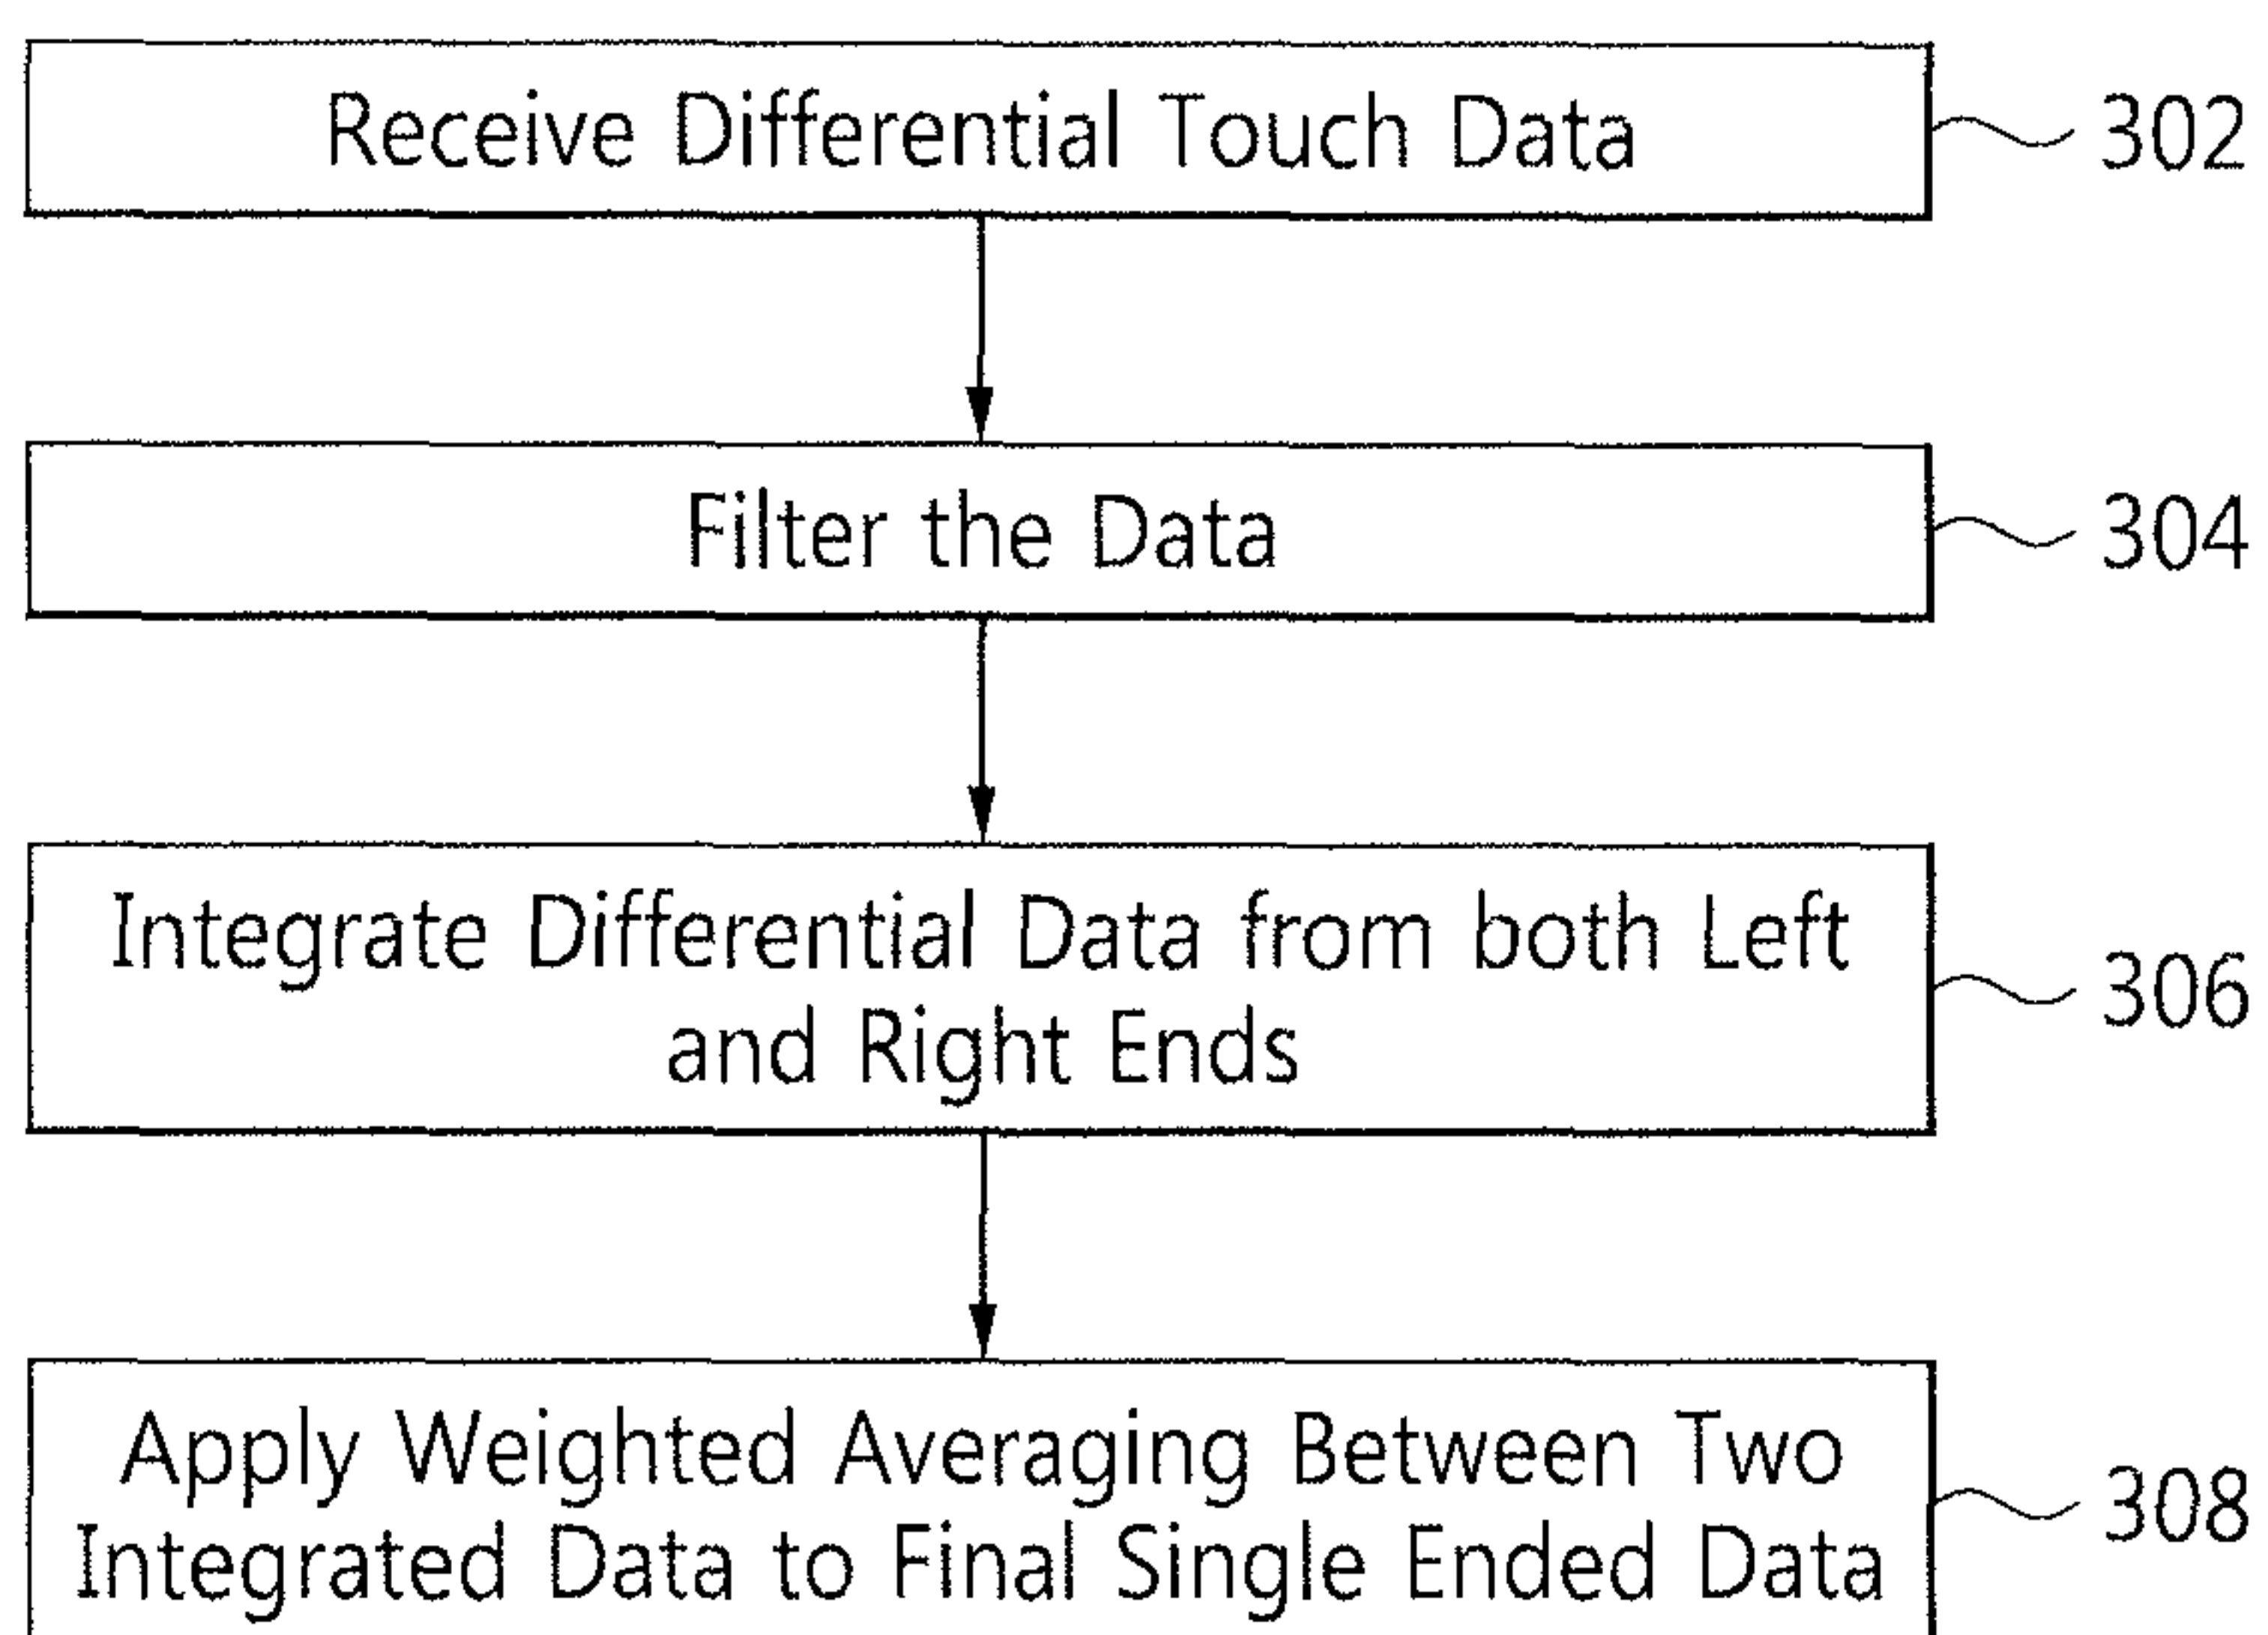 Receive Differential Touch Data
302
Filter the Data
304
Integrate Differential Data from both Left
and Right Ends
306
Apply Weighted Averaging Between Two
Integrated Data to Final Single Ended Data
308